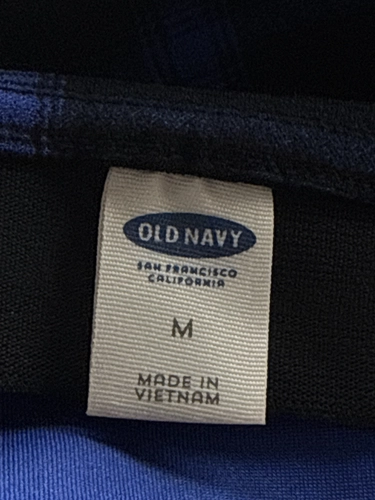 OLD NAVY
SAN FRANCISCO
CALIFORNIA
M
MADE IN
VIETNAM